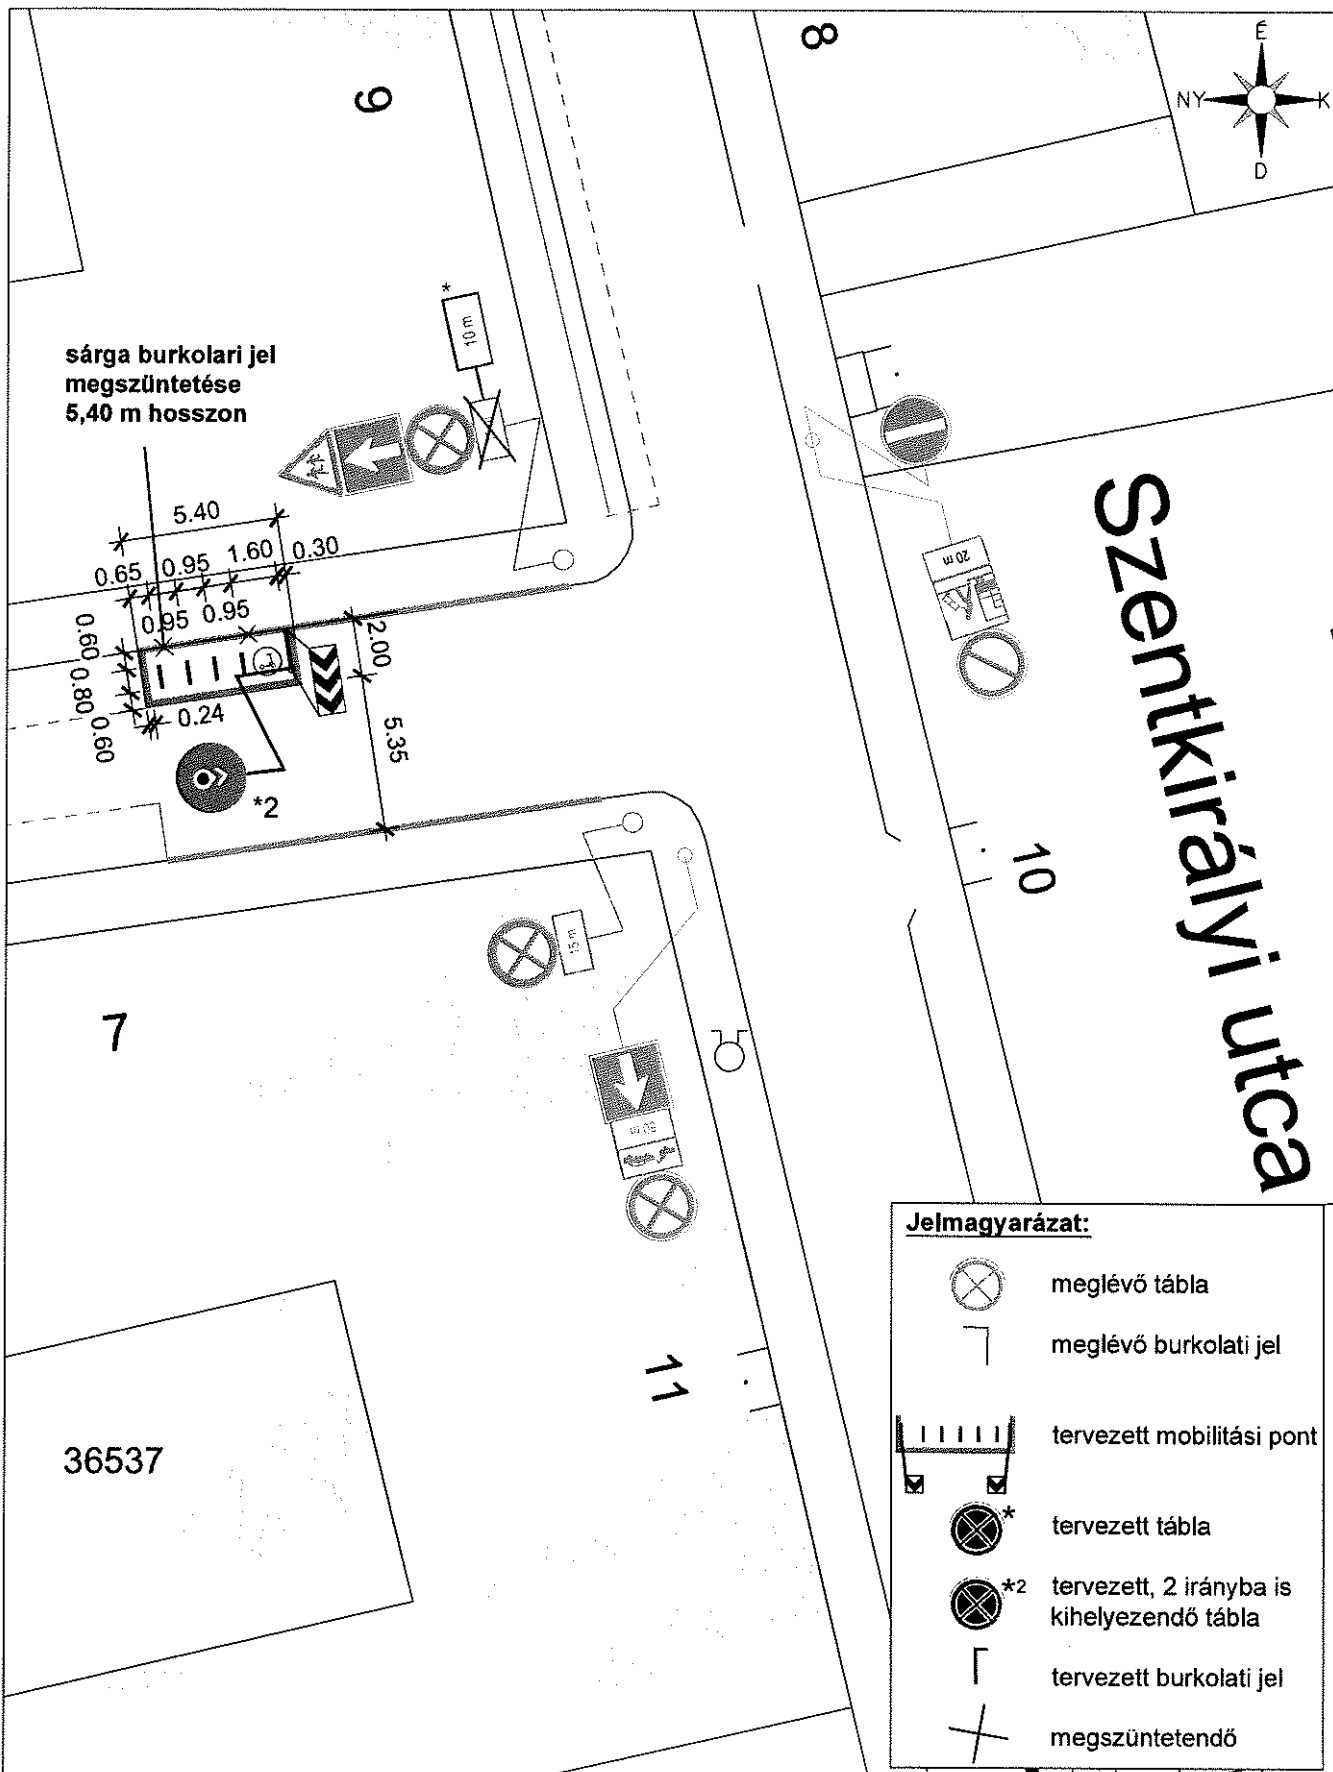 9
8
É
NY
K
D
*
10 m
sárga burkolari jel
megszüntetése
5,40 m hosszon
5.40
0.65
0.95
1.60
0.30
0.95
0.95
0.60
0.80
0.60
0.24
2.00
5.35
*2
20 m
Szentkirályi utca
10
15 m
7
50 m
11
36537
Jelmagyarázat:
meglévő tábla
meglévő burkolati jel
tervezett mobilitási pont
* tervezett tábla
*2 tervezett, 2 irányba is
kihelyezendő tábla
tervezett burkolati jel
megszüntetendő